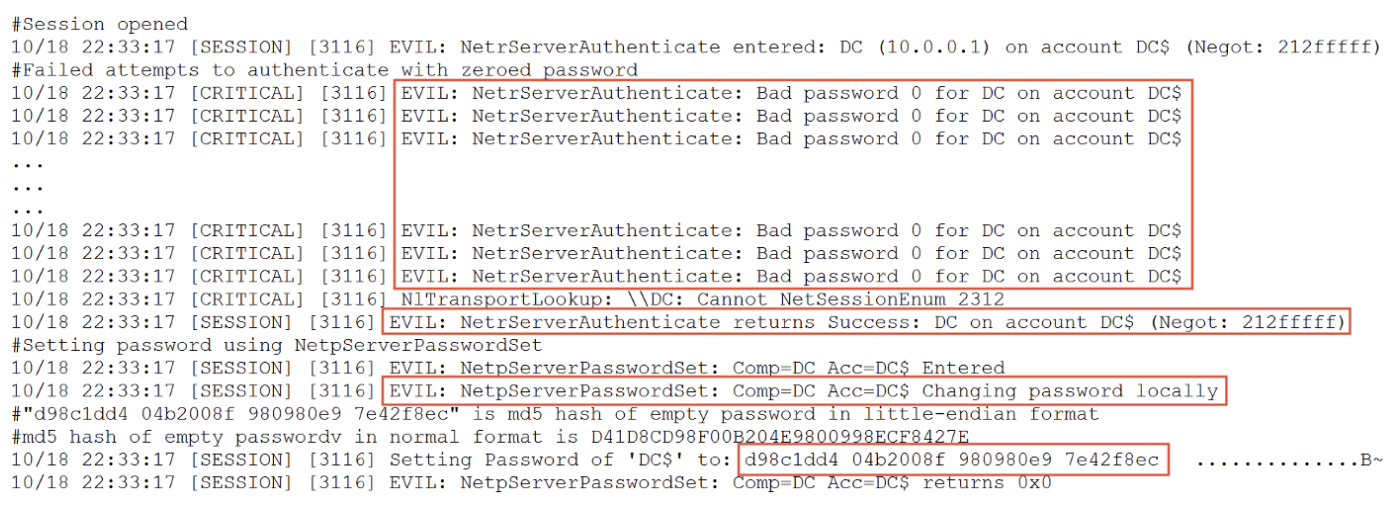 #Session opened
10/18 22:33:17 [SESSION] [3116] EVIL: NetrServerAuthenticate entered: DC (10.0.0.1) on account DC$ (Negot: 212fffff)
#Failed attempts to authenticate with zeroed password
10/18 22:33:17 [CRITICAL] [3116] EVIL: NetrServerAuthenticate: Bad password 0 for DC on account DC$
10/18 22:33:17 [CRITICAL] [3116] EVIL: NetrServerAuthenticate: Bad password 0 for DC on account DC$
10/18 22:33:17 [CRITICAL] [3116] EVIL: NetrServerAuthenticate: Bad password 0 for DC on account DC$
...
...
...
10/18 22:33:17 [CRITICAL] [3116] EVIL: NetrServerAuthenticate: Bad password 0 for DC on account DC$
10/18 22:33:17 [CRITICAL] [3116] EVIL: NetrServerAuthenticate: Bad password 0 for DC on account DC$
10/18 22:33:17 [CRITICAL] [3116] EVIL: NetrServerAuthenticate: Bad password 0 for DC on account DC$
10/18 22:33:17 [CRITICAL] [3116] NlTransportLookup: \\DC: Cannot NetSessionEnum 2312
10/18 22:33:17 [SESSION] [3116] EVIL: NetrServerAuthenticate returns Success: DC on account DC$ (Negot: 212fffff)
#Setting password using NetpServerPasswordSet
10/18 22:33:17 [SESSION] [3116] EVIL: NetpServerPasswordSet: Comp=DC Acc=DC$ Entered
10/18 22:33:17 [SESSION] [3116] EVIL: NetpServerPasswordSet: Comp=DC Acc=DC$ Changing password locally
#"d98c1dd4 04b2008f 980980e9 7e42f8ec" is md5 hash of empty password in little-endian format
#md5 hash of empty passwordv in normal format is D41D8CD98F00B204E9800998ECF8427E
10/18 22:33:17 [SESSION] [3116] Setting Password of 'DC$' to: d98c1dd4 04b2008f 980980e9 7e42f8ec ..............B~
10/18 22:33:17 [SESSION] [3116] EVIL: NetpServerPasswordSet: Comp=DC Acc=DC$ returns 0x0